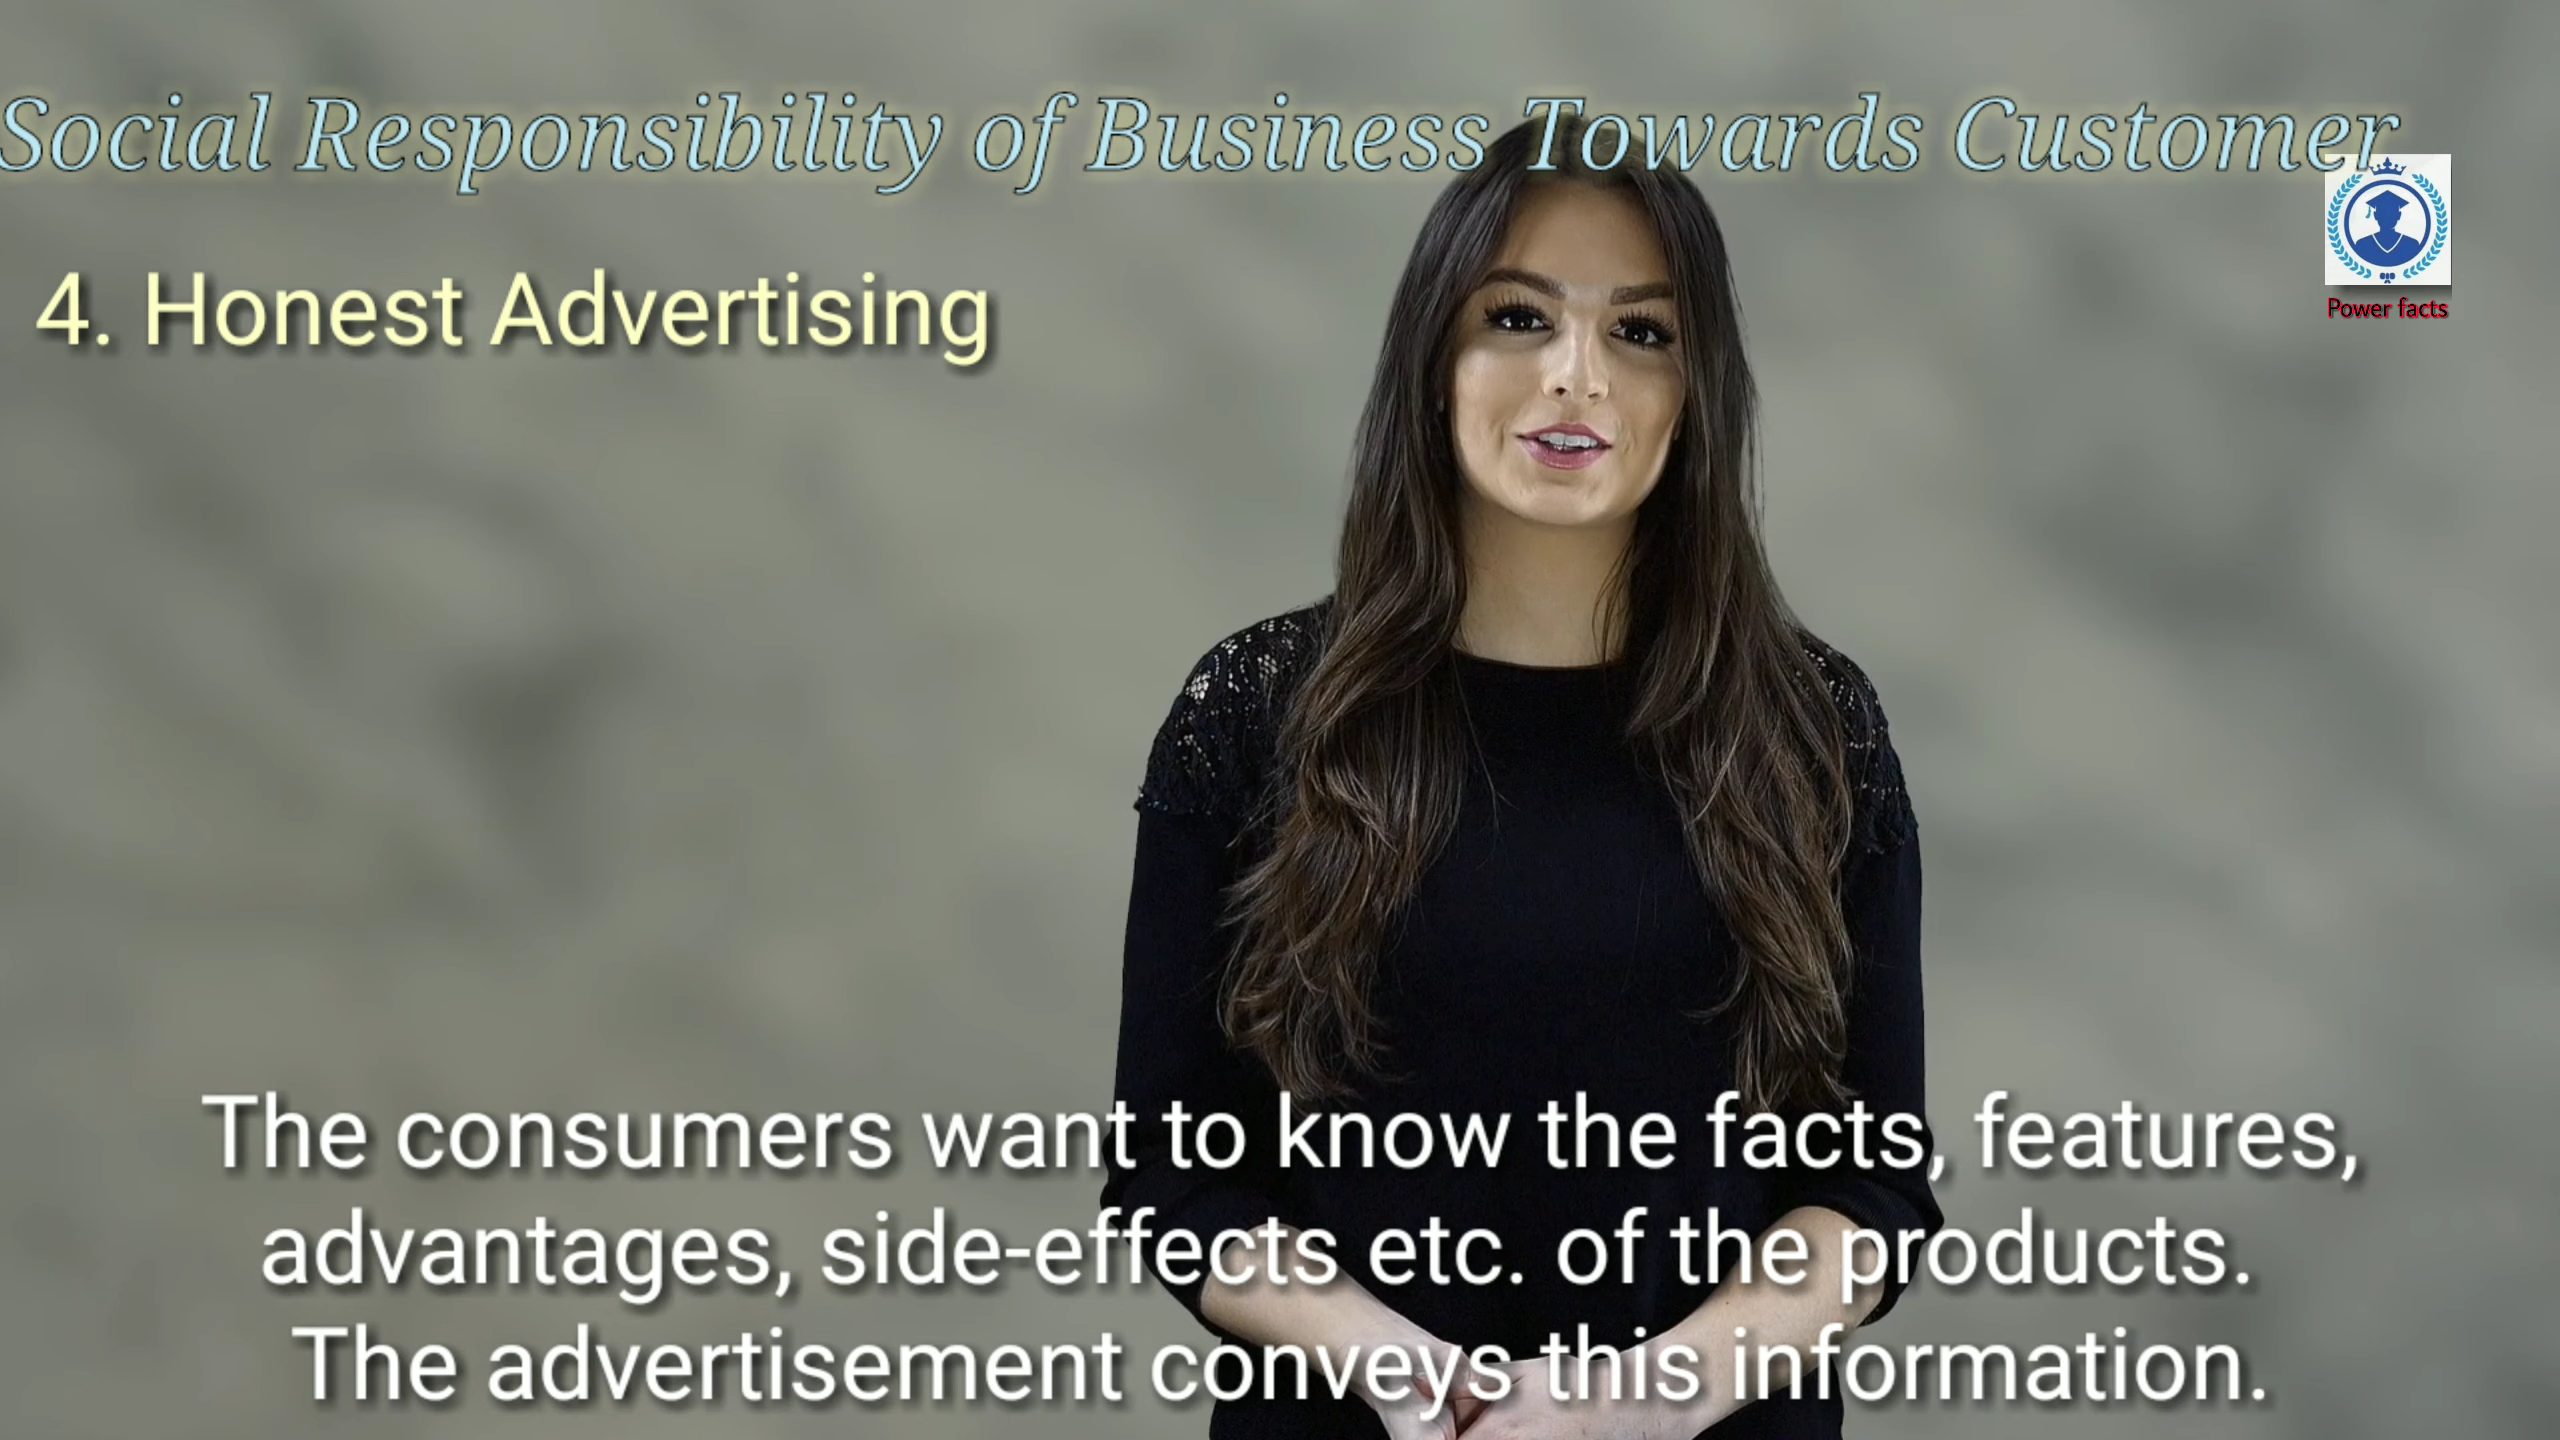 Social Responsibility of Business Towards Customer
Power facts
4. Honest Advertising
The consumers want to know the facts, features,
advantages, side-effects etc. of the products.
The advertisement conveys this information.